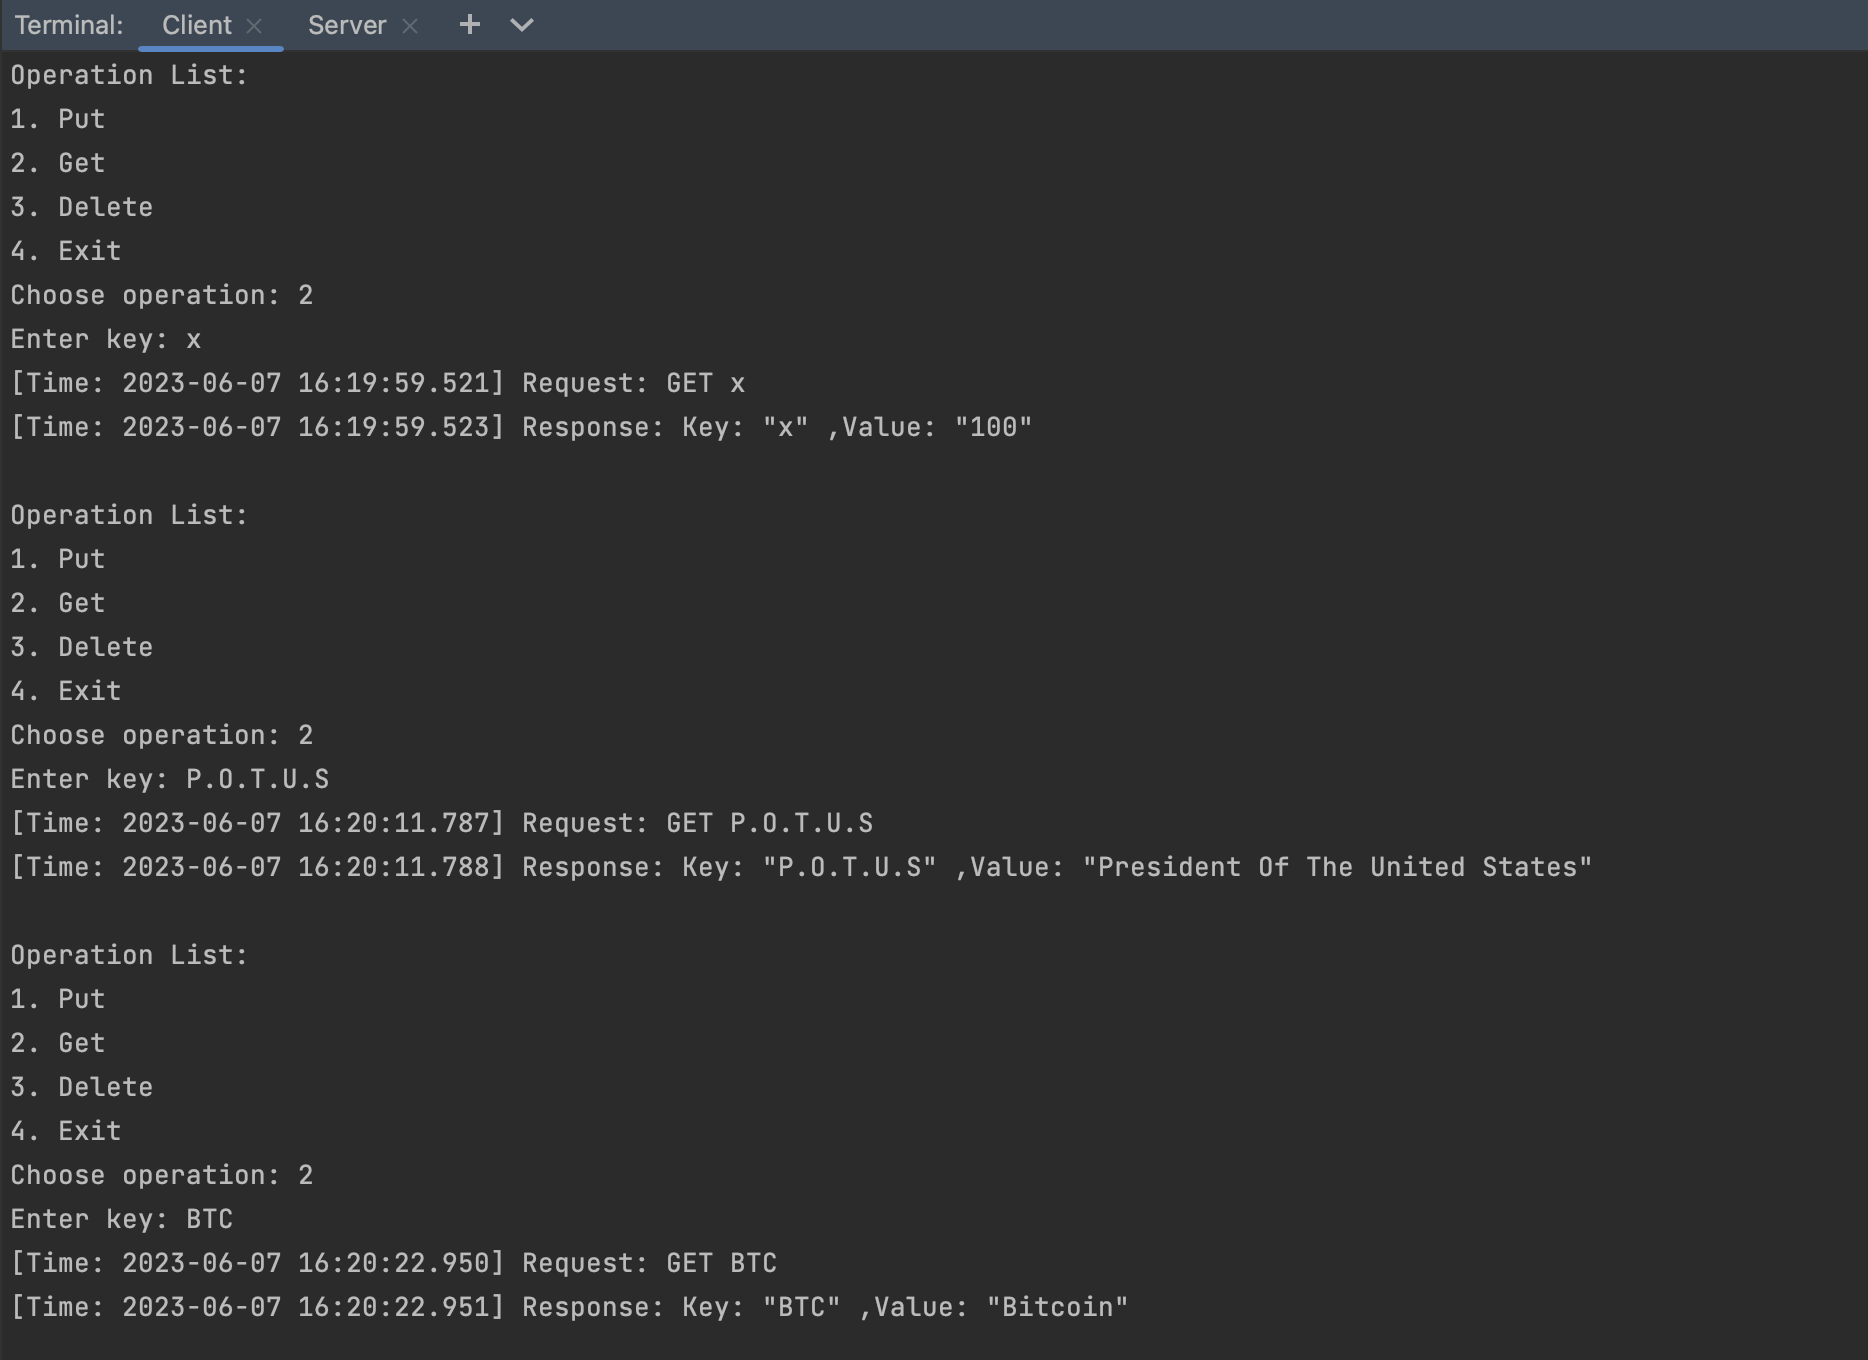 Terminal: Client Server
Operation List:
1. Put
2. Get
3. Delete
4. Exit
Choose operation: 2
Enter key: x
[Time: 2023-06-07 16:19:59.521] Request: GET x
[Time: 2023-06-07 16:19:59.523] Response: Key: "x" ,Value: "100"
Operation List:
1. Put
2. Get
3. Delete
4. Exit
Choose operation: 2
Enter key: P.O.T.U.S
[Time: 2023-06-07 16:20:11.787] Request: GET P.O.T.U.S
[Time: 2023-06-07 16:20:11.788] Response: Key: "P.O.T.U.S" ,Value: "President Of The United States"
Operation List:
1. Put
2. Get
3. Delete
4. Exit
Choose operation: 2
Enter key: BTC
[Time: 2023-06-07 16:20:22.950] Request: GET BTC
[Time: 2023-06-07 16:20:22.951] Response: Key: "BTC" ,Value: "Bitcoin"